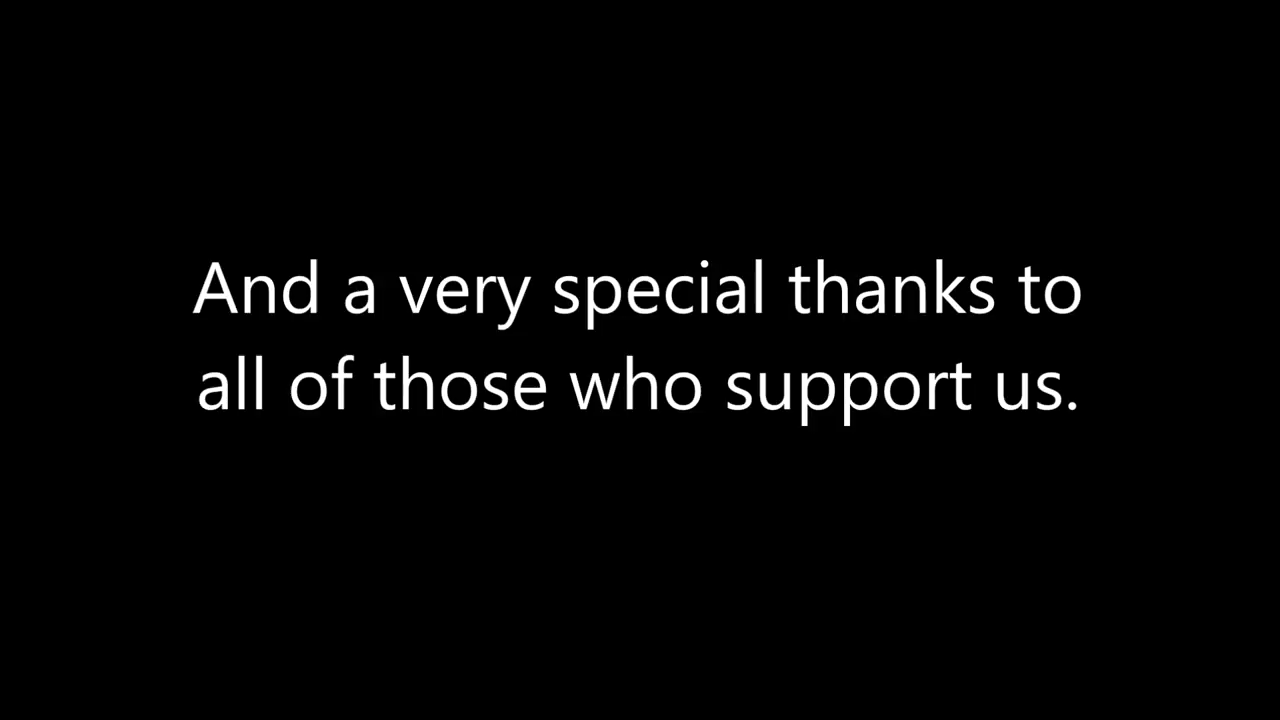 And a very special thanks to
all of those who support us.